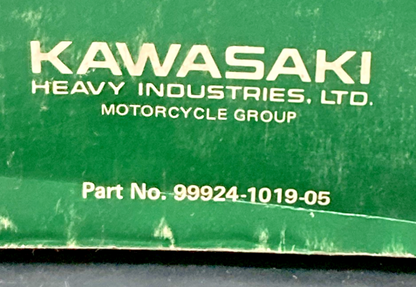 KAWASAKI
HEAVY INDUSTRIES, LTD.
MOTORCYCLE GROUP
Part No. 99924-1019-05